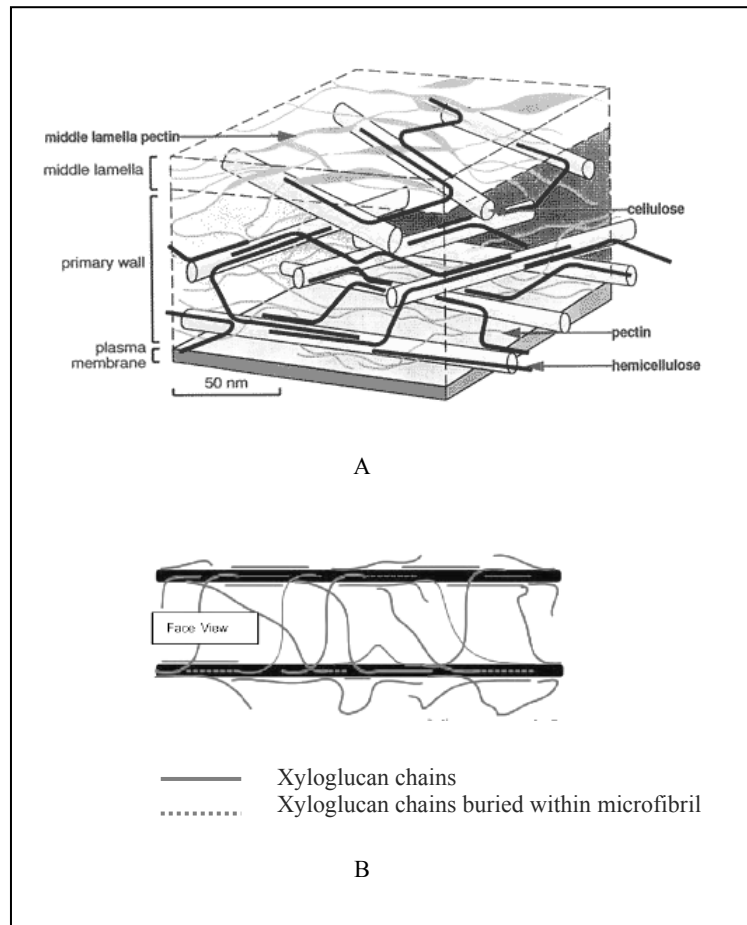 middle lamella pectin
middle lamella
cellulose
primary wall
pectin
plasma
membrane
hemicellulose
50 nm
A
Face View
Xyloglucan chains
Xyloglucan chains buried within microfibril
B